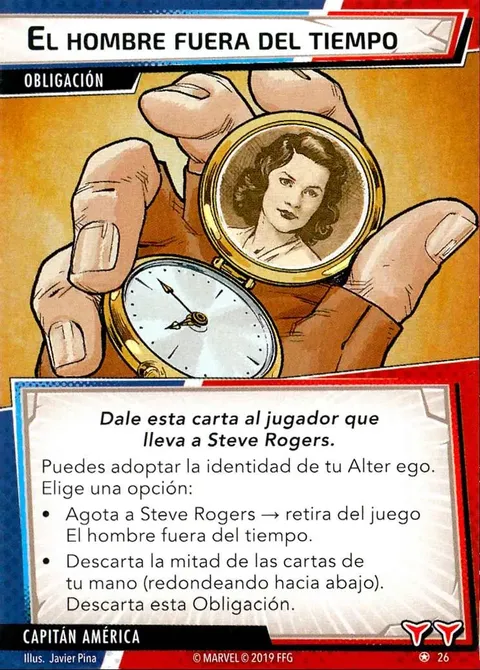 El hombre fuera del tiempo
OBLIGACIÓN
Dale esta carta al jugador que
lleva a Steve Rogers.
Puedes adoptar la identidad de tu Alter ego.
Elige una opción:
• Agota a Steve Rogers → retira del juego
El hombre fuera del tiempo.
• Descarta la mitad de las cartas de
tu mano (redondeando hacia abajo).
Descarta esta Obligación.
CAPITÁN AMÉRICA
Illus. Javier Pina
© MARVEL © 2019 FFG
26